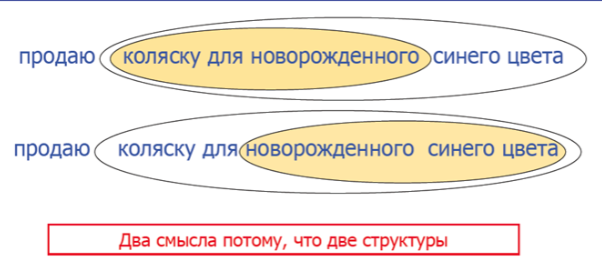 продаю коляску для новорожденного синего цвета
продаю коляску для новорожденного синего цвета
Два смысла потому, что две структуры